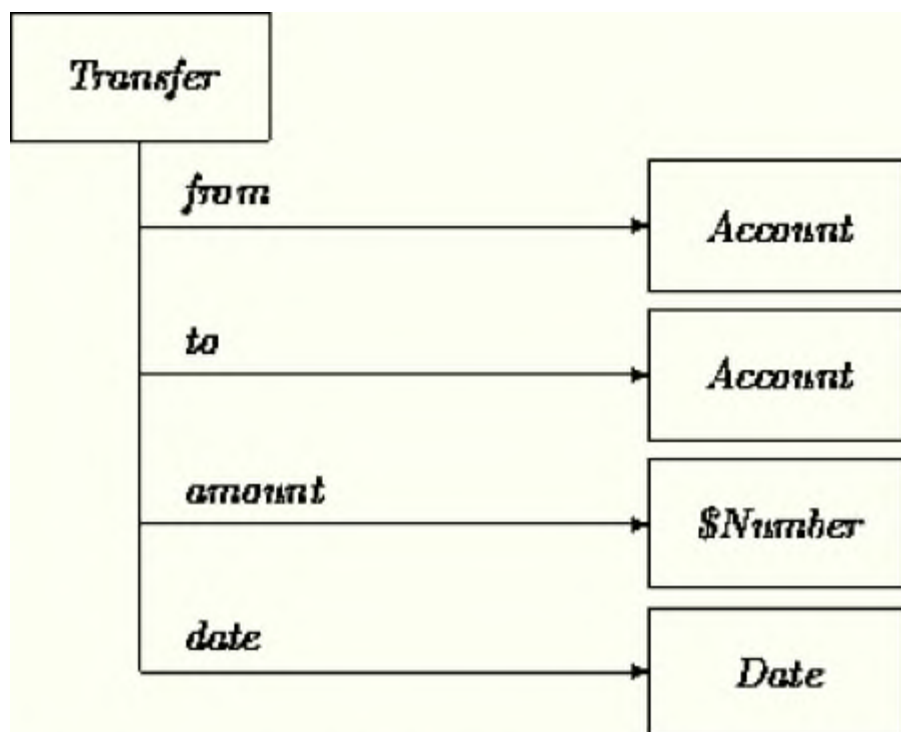 Transfer
from
Account
to
Account
amount
$Number
date
Date